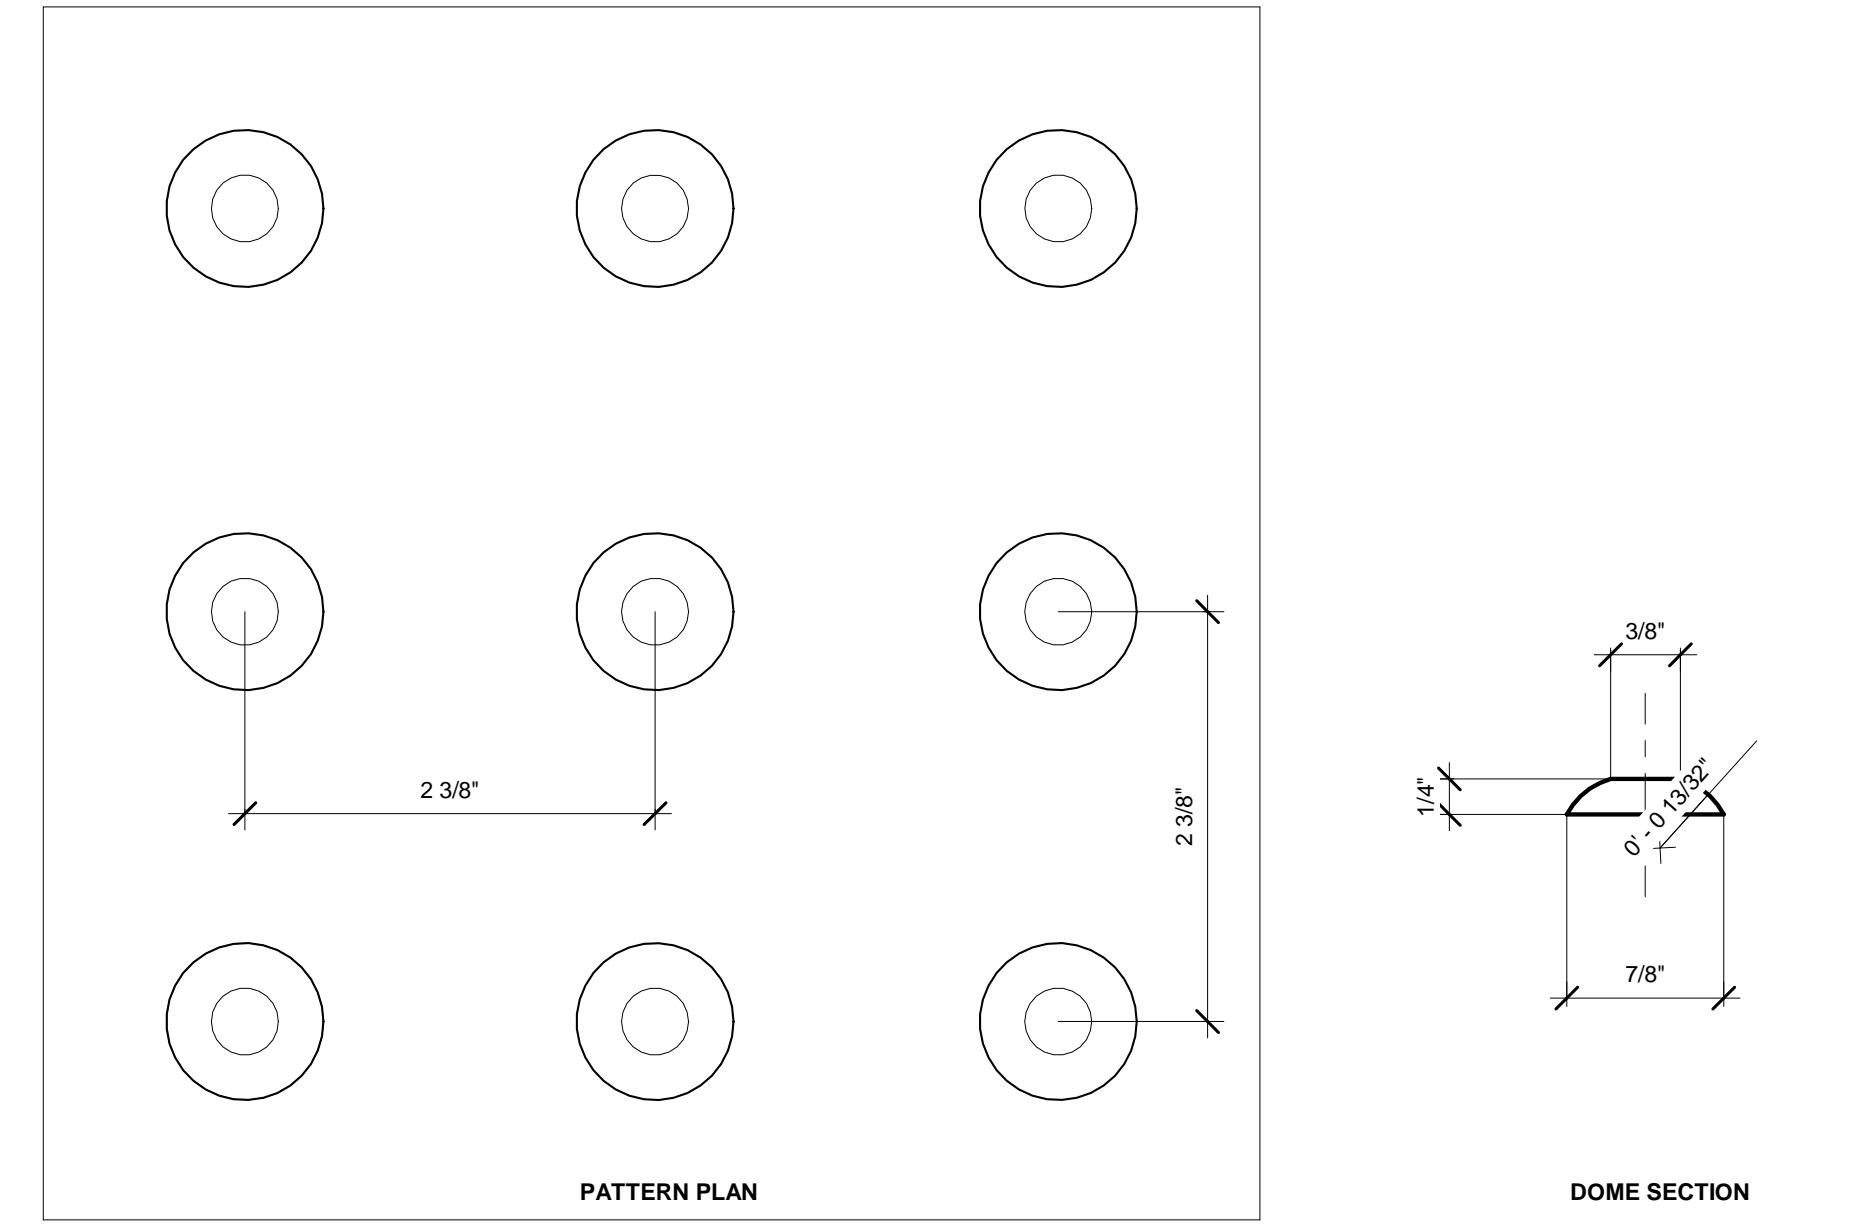 3/8"
1/4"
0' - 0 13/32"
2 3/8"
2 3/8"
7/8"
PATTERN PLAN
DOME SECTION